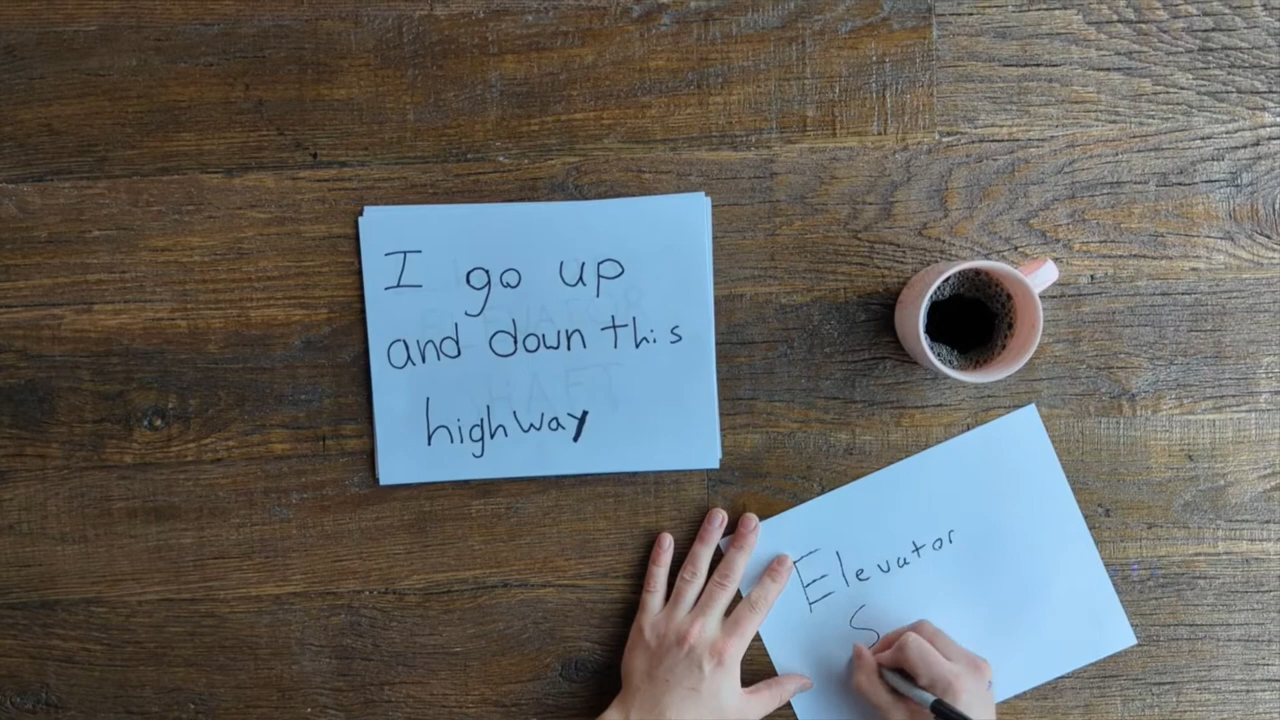 I go up
and down this
highway
Elevator
S